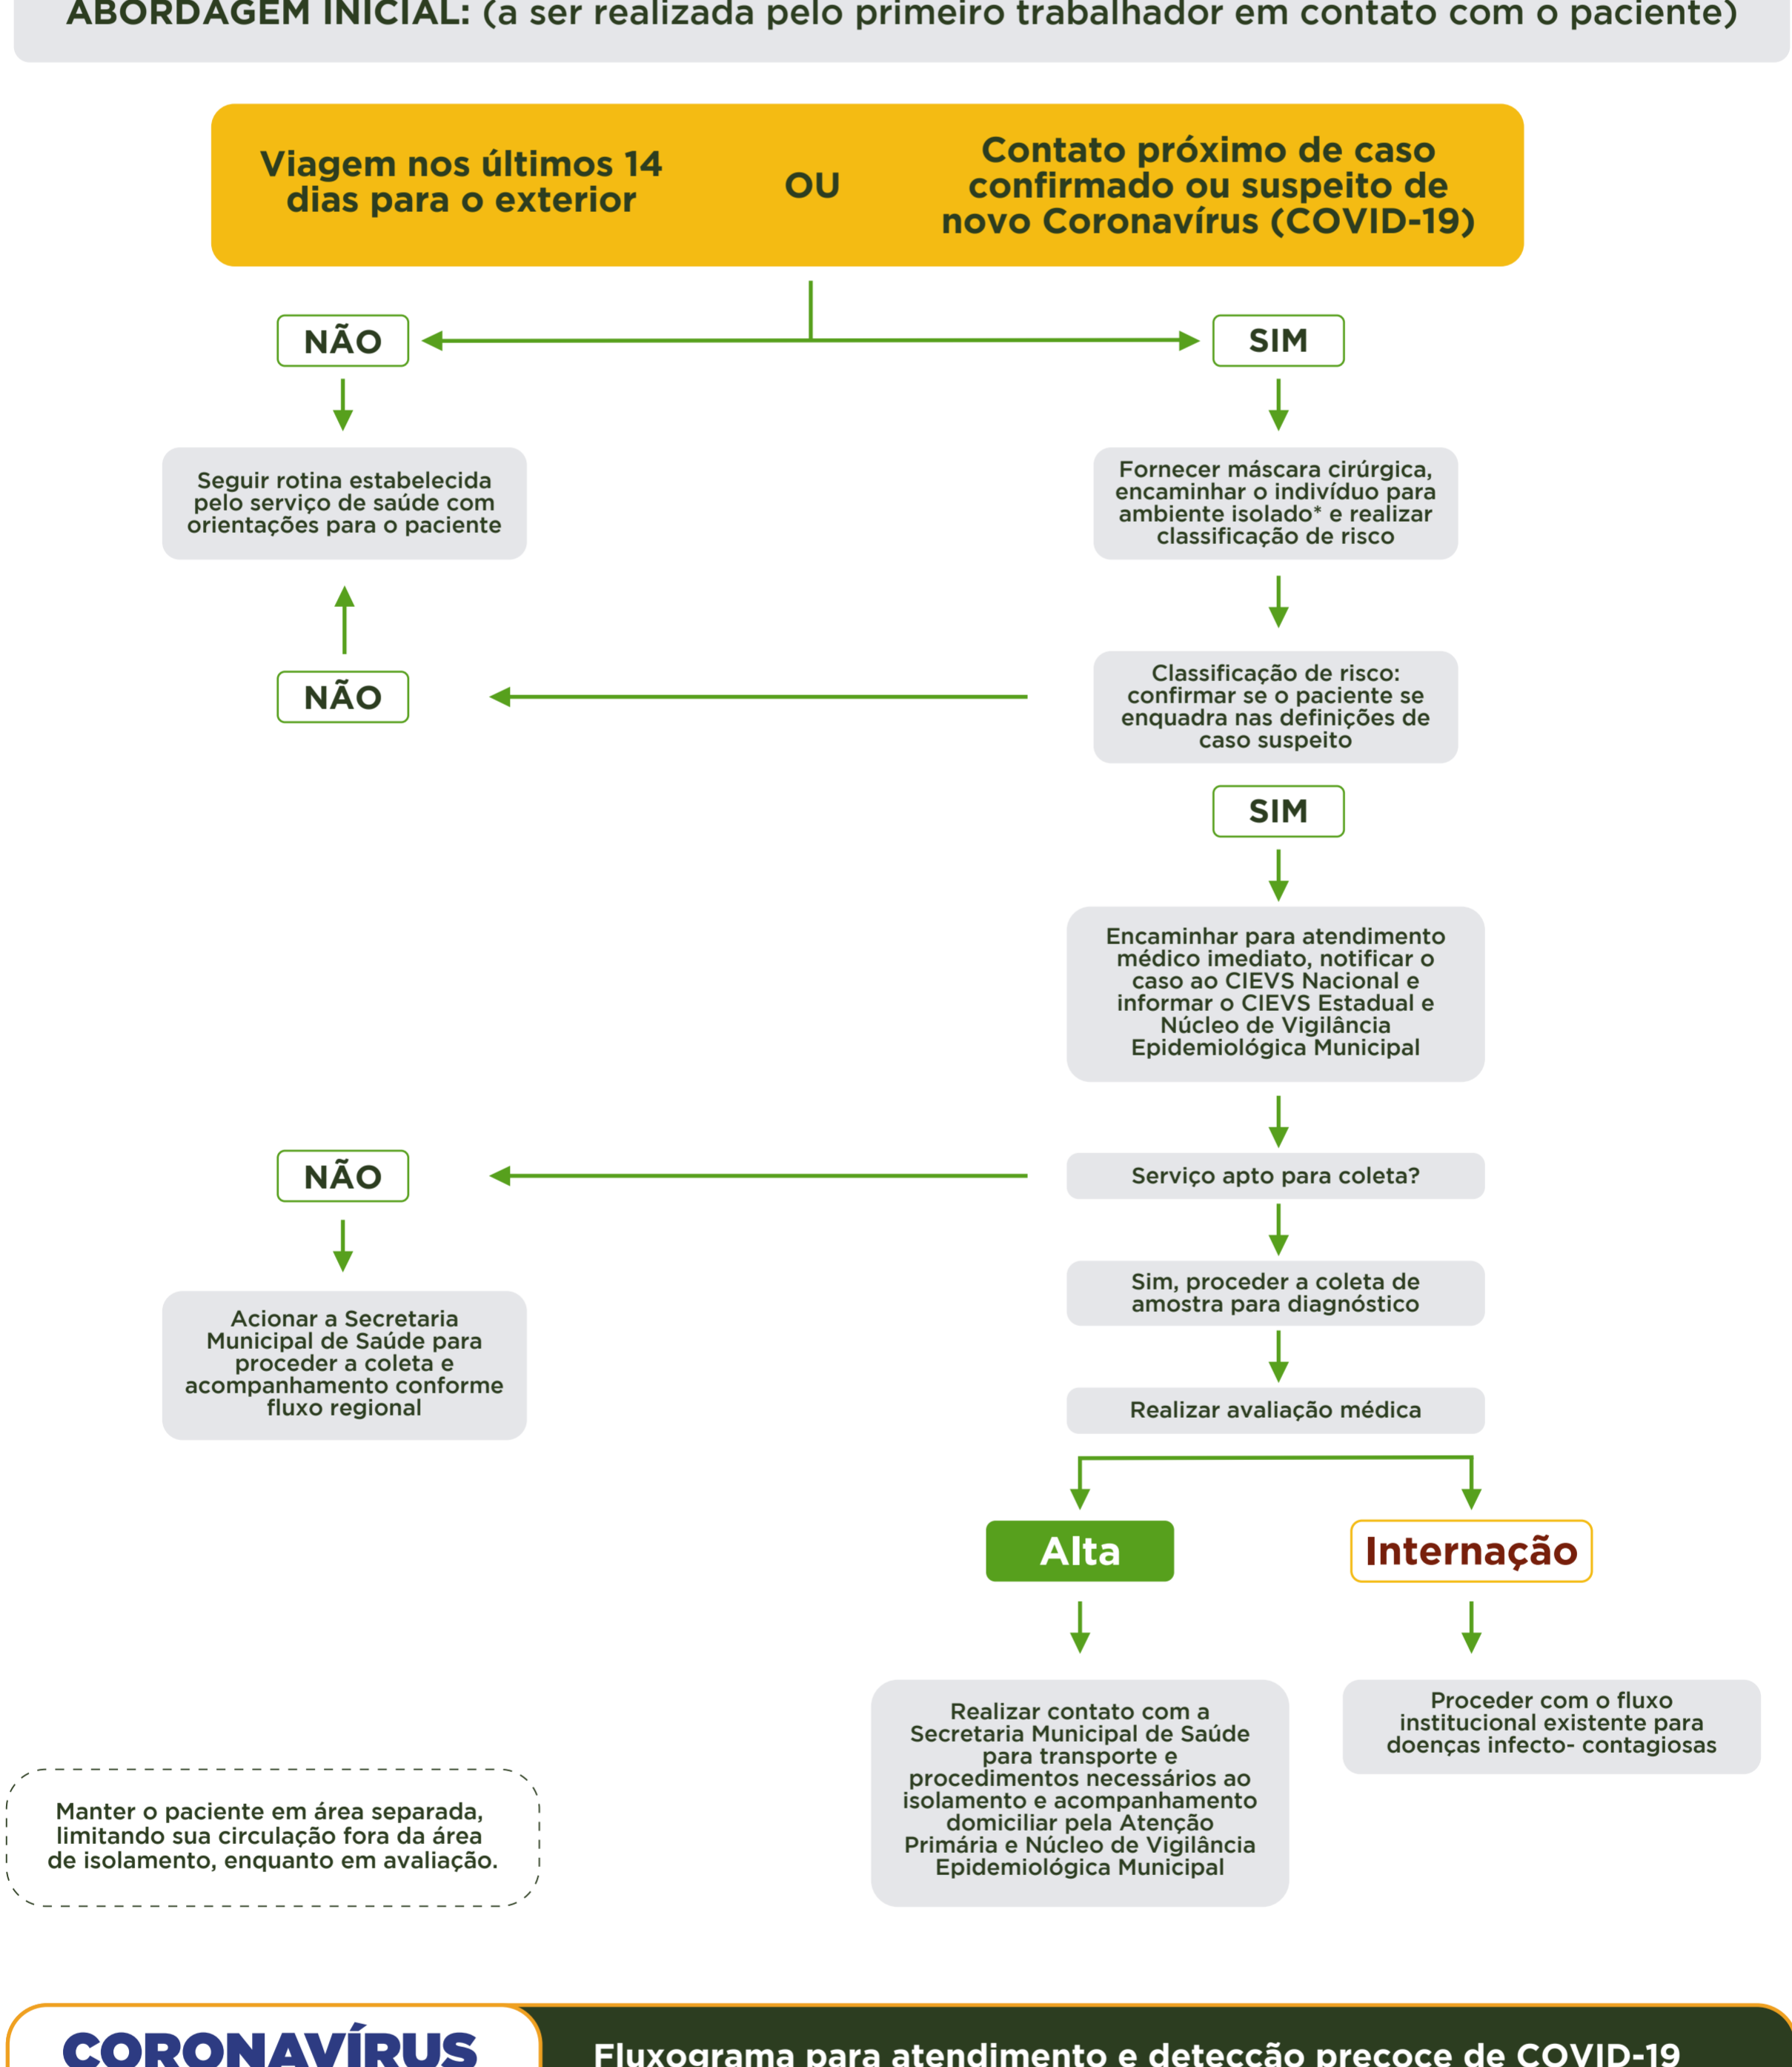 ABORDAGEM INICIAL: (a ser realizada pelo primeiro trabalhador em contato com o paciente)
Viagem nos últimos 14
dias para o exterior
OU
Contato próximo de caso
confirmado ou suspeito de
novo Coronavírus (COVID-19)
NÃO
SIM
Seguir rotina estabelecida
pelo serviço de saúde com
orientações para o paciente
Fornecer máscara cirúrgica,
encaminhar o indivíduo para
ambiente isolado* e realizar
classificação de risco
NÃO
Classificação de risco:
confirmar se o paciente se
enquadra nas definições de
caso suspeito
SIM
Encaminhar para atendimento
médico imediato, notificar o
caso ao CIEVS Nacional e
informar o CIEVS Estadual e
Núcleo de Vigilância
Epidemiológica Municipal
NÃO
Serviço apto para coleta?
Sim, proceder a coleta de
amostra para diagnóstico
Acionar a Secretaria
Municipal de Saúde para
proceder a coleta e
acompanhamento conforme
fluxo regional
Realizar avaliação médica
Alta
Internação
Realizar contato com a
Secretaria Municipal de Saúde
para transporte e
procedimentos necessários ao
isolamento e acompanhamento
domiciliar pela Atenção
Primária e Núcleo de Vigilância
Epidemiológica Municipal
Proceder com o fluxo
institucional existente para
doenças infecto- contagiosas
Manter o paciente em área separada,
limitando sua circulação fora da área
de isolamento, enquanto em avaliação.
CORONAVÍRUS
Fluxograma para atendimento e detecção precoce de COVID-19